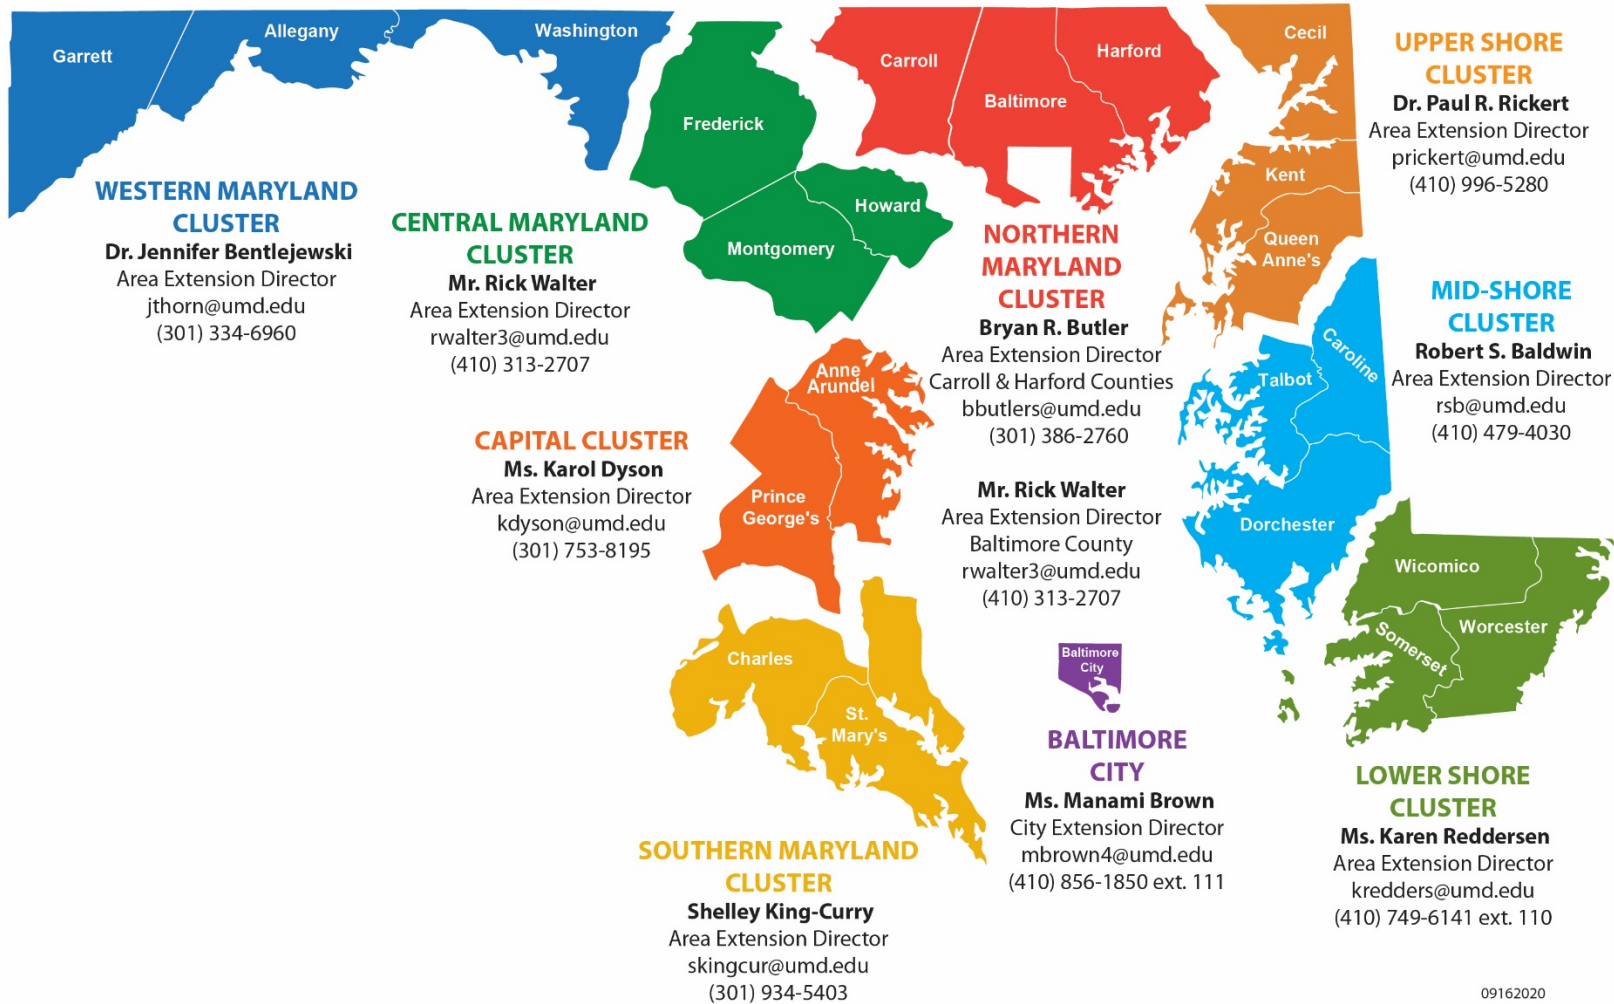 Garrett
Allegany
Washington
WESTERN MARYLAND
CLUSTER
Dr. Jennifer Bentlejewski
Area Extension Director
jthorn@umd.edu
(301) 334-6960
Frederick
Howard
Montgomery
CENTRAL MARYLAND
CLUSTER
Mr. Rick Walter
Area Extension Director
rwalter3@umd.edu
(410) 313-2707
Carroll
Baltimore
Harford
NORTHERN
MARYLAND
CLUSTER
Bryan R. Butler
Area Extension Director
Carroll & Harford Counties
bbutlers@umd.edu
(301) 386-2760
Mr. Rick Walter
Area Extension Director
Baltimore County
rwalter3@umd.edu
(410) 313-2707
Cecil
Kent
Queen
Anne's
UPPER SHORE
CLUSTER
Dr. Paul R. Rickert
Area Extension Director
prickert@umd.edu
(410) 996-5280
Caroline
Talbot
Dorchester
MID-SHORE
CLUSTER
Robert S. Baldwin
Area Extension Director
rsb@umd.edu
(410) 479-4030
Anne
Arundel
Prince
George's
CAPITAL CLUSTER
Ms. Karol Dyson
Area Extension Director
kdyson@umd.edu
(301) 753-8195
Charles
St.
Mary's
SOUTHERN MARYLAND
CLUSTER
Shelley King-Curry
Area Extension Director
skingcur@umd.edu
(301) 934-5403
Baltimore
City
BALTIMORE
CITY
Ms. Manami Brown
City Extension Director
mbrown4@umd.edu
(410) 856-1850 ext. 111
Wicomico
Somerset
Worcester
LOWER SHORE
CLUSTER
Ms. Karen Reddersen
Area Extension Director
kredders@umd.edu
(410) 749-6141 ext. 110
09162020